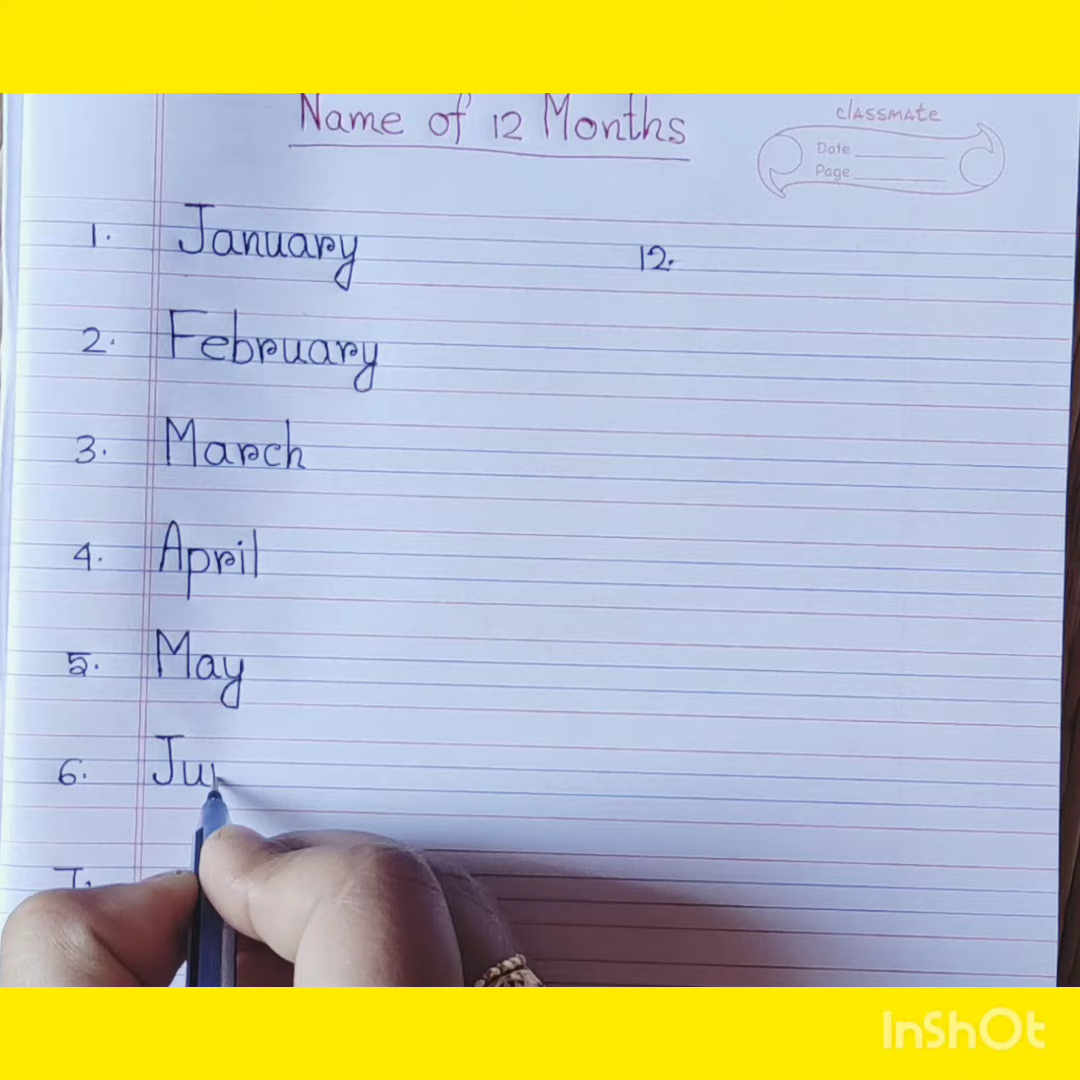 Name of 12 Months
classmate
Date
Page
1. January
12.
2. February
3. March
4. April
5. May
6. Ju
7.
InShOt